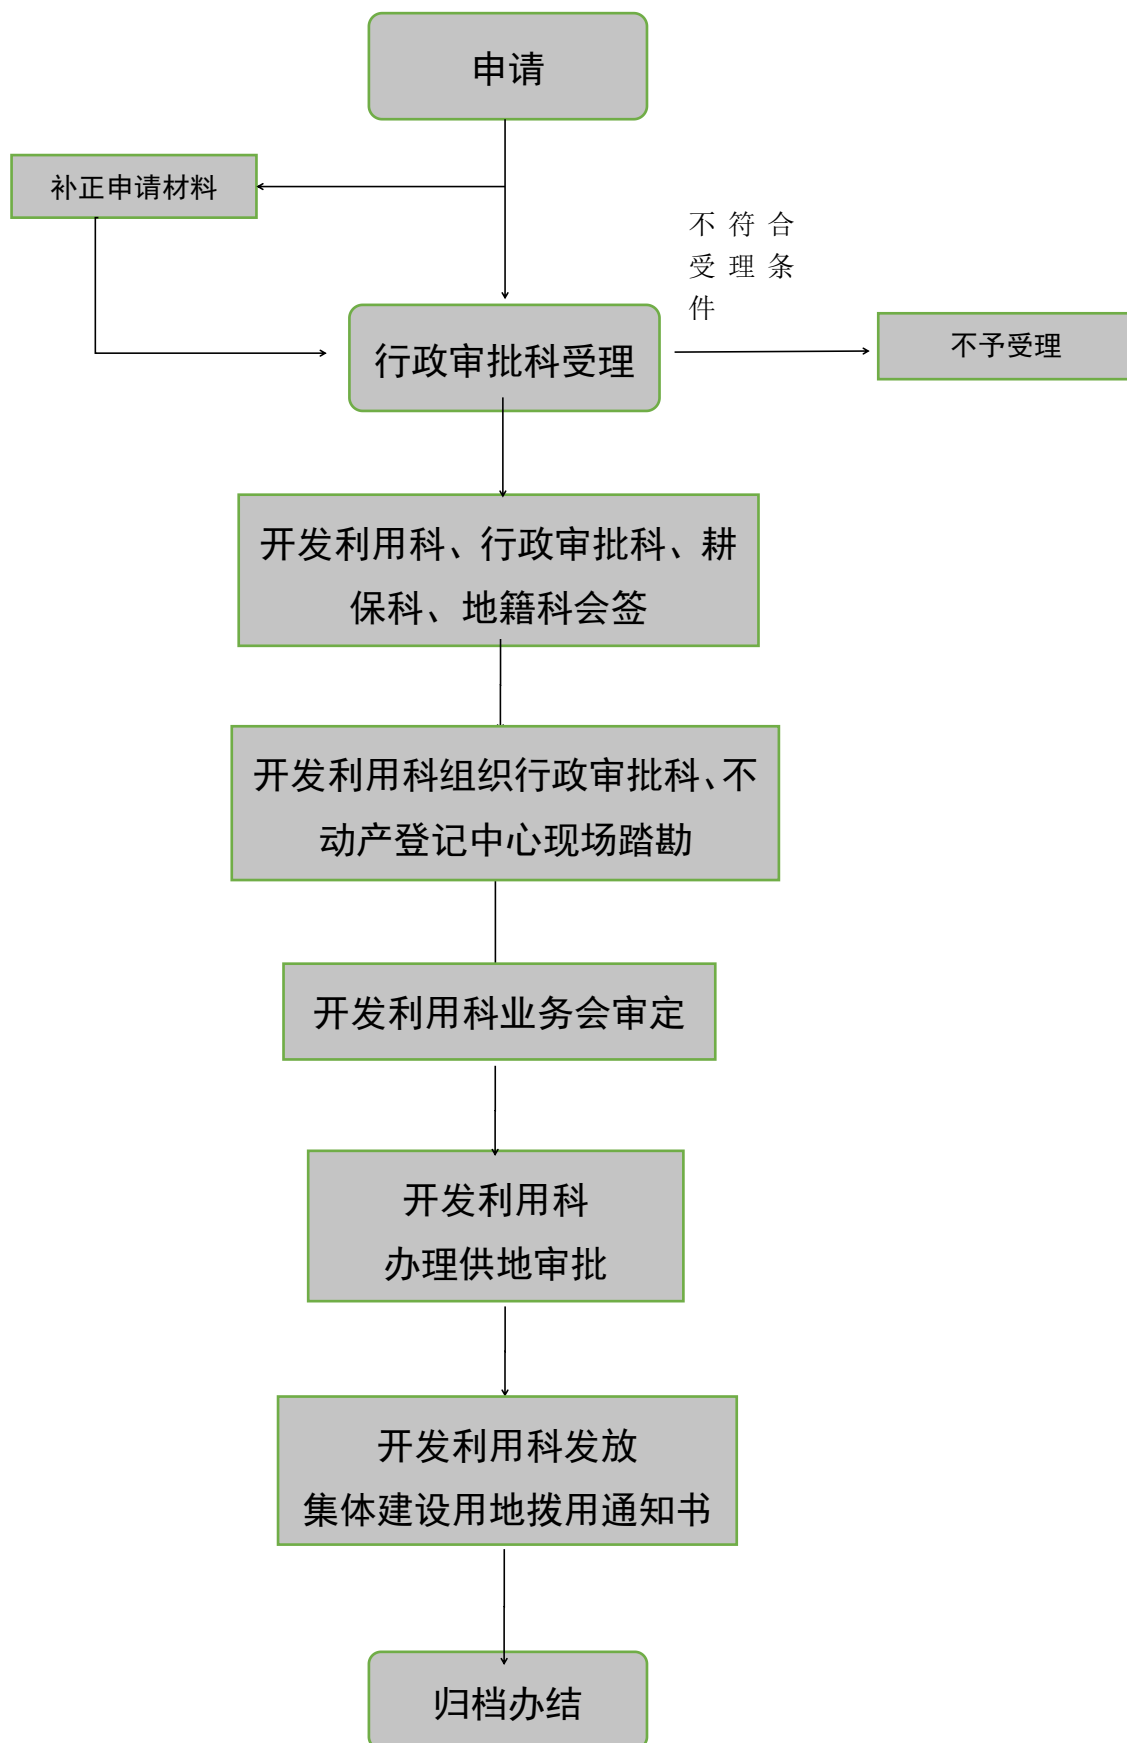 申请
补正申请材料
不符合
受理条
件
行政审批科受理
不予受理
开发利用科、行政审批科、耕
保科、地籍科会签
开发利用科组织行政审批科、不
动产登记中心现场踏勘
开发利用科业务会审定
开发利用科
办理供地审批
开发利用科发放
集体建设用地拨用通知书
归档办结